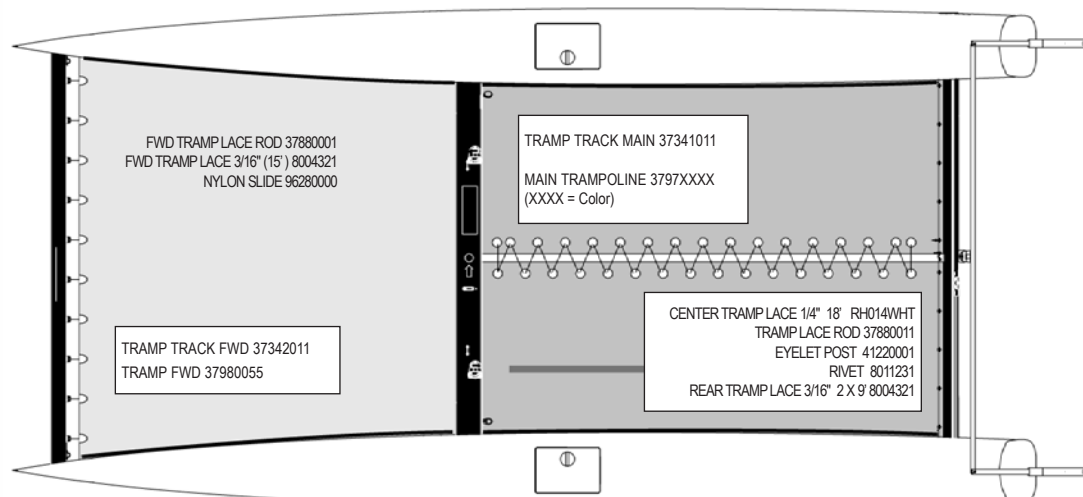 FWD TRAMP LACE ROD 37880001
FWD TRAMP LACE 3/16" (15') 8004321
NYLON SLIDE 96280000
TRAMP TRACK FWD 37342011
TRAMP FWD 37980055
TRAMP TRACK MAIN 37341011
MAIN TRAMPOLINE 3797XXXX
(XXXX = Color)
CENTER TRAMP LACE 1/4" 18' RH014WHT
TRAMP LACE ROD 37880011
EYELET POST 41220001
RIVET 8011231
REAR TRAMP LACE 3/16" 2 X 9' 8004321